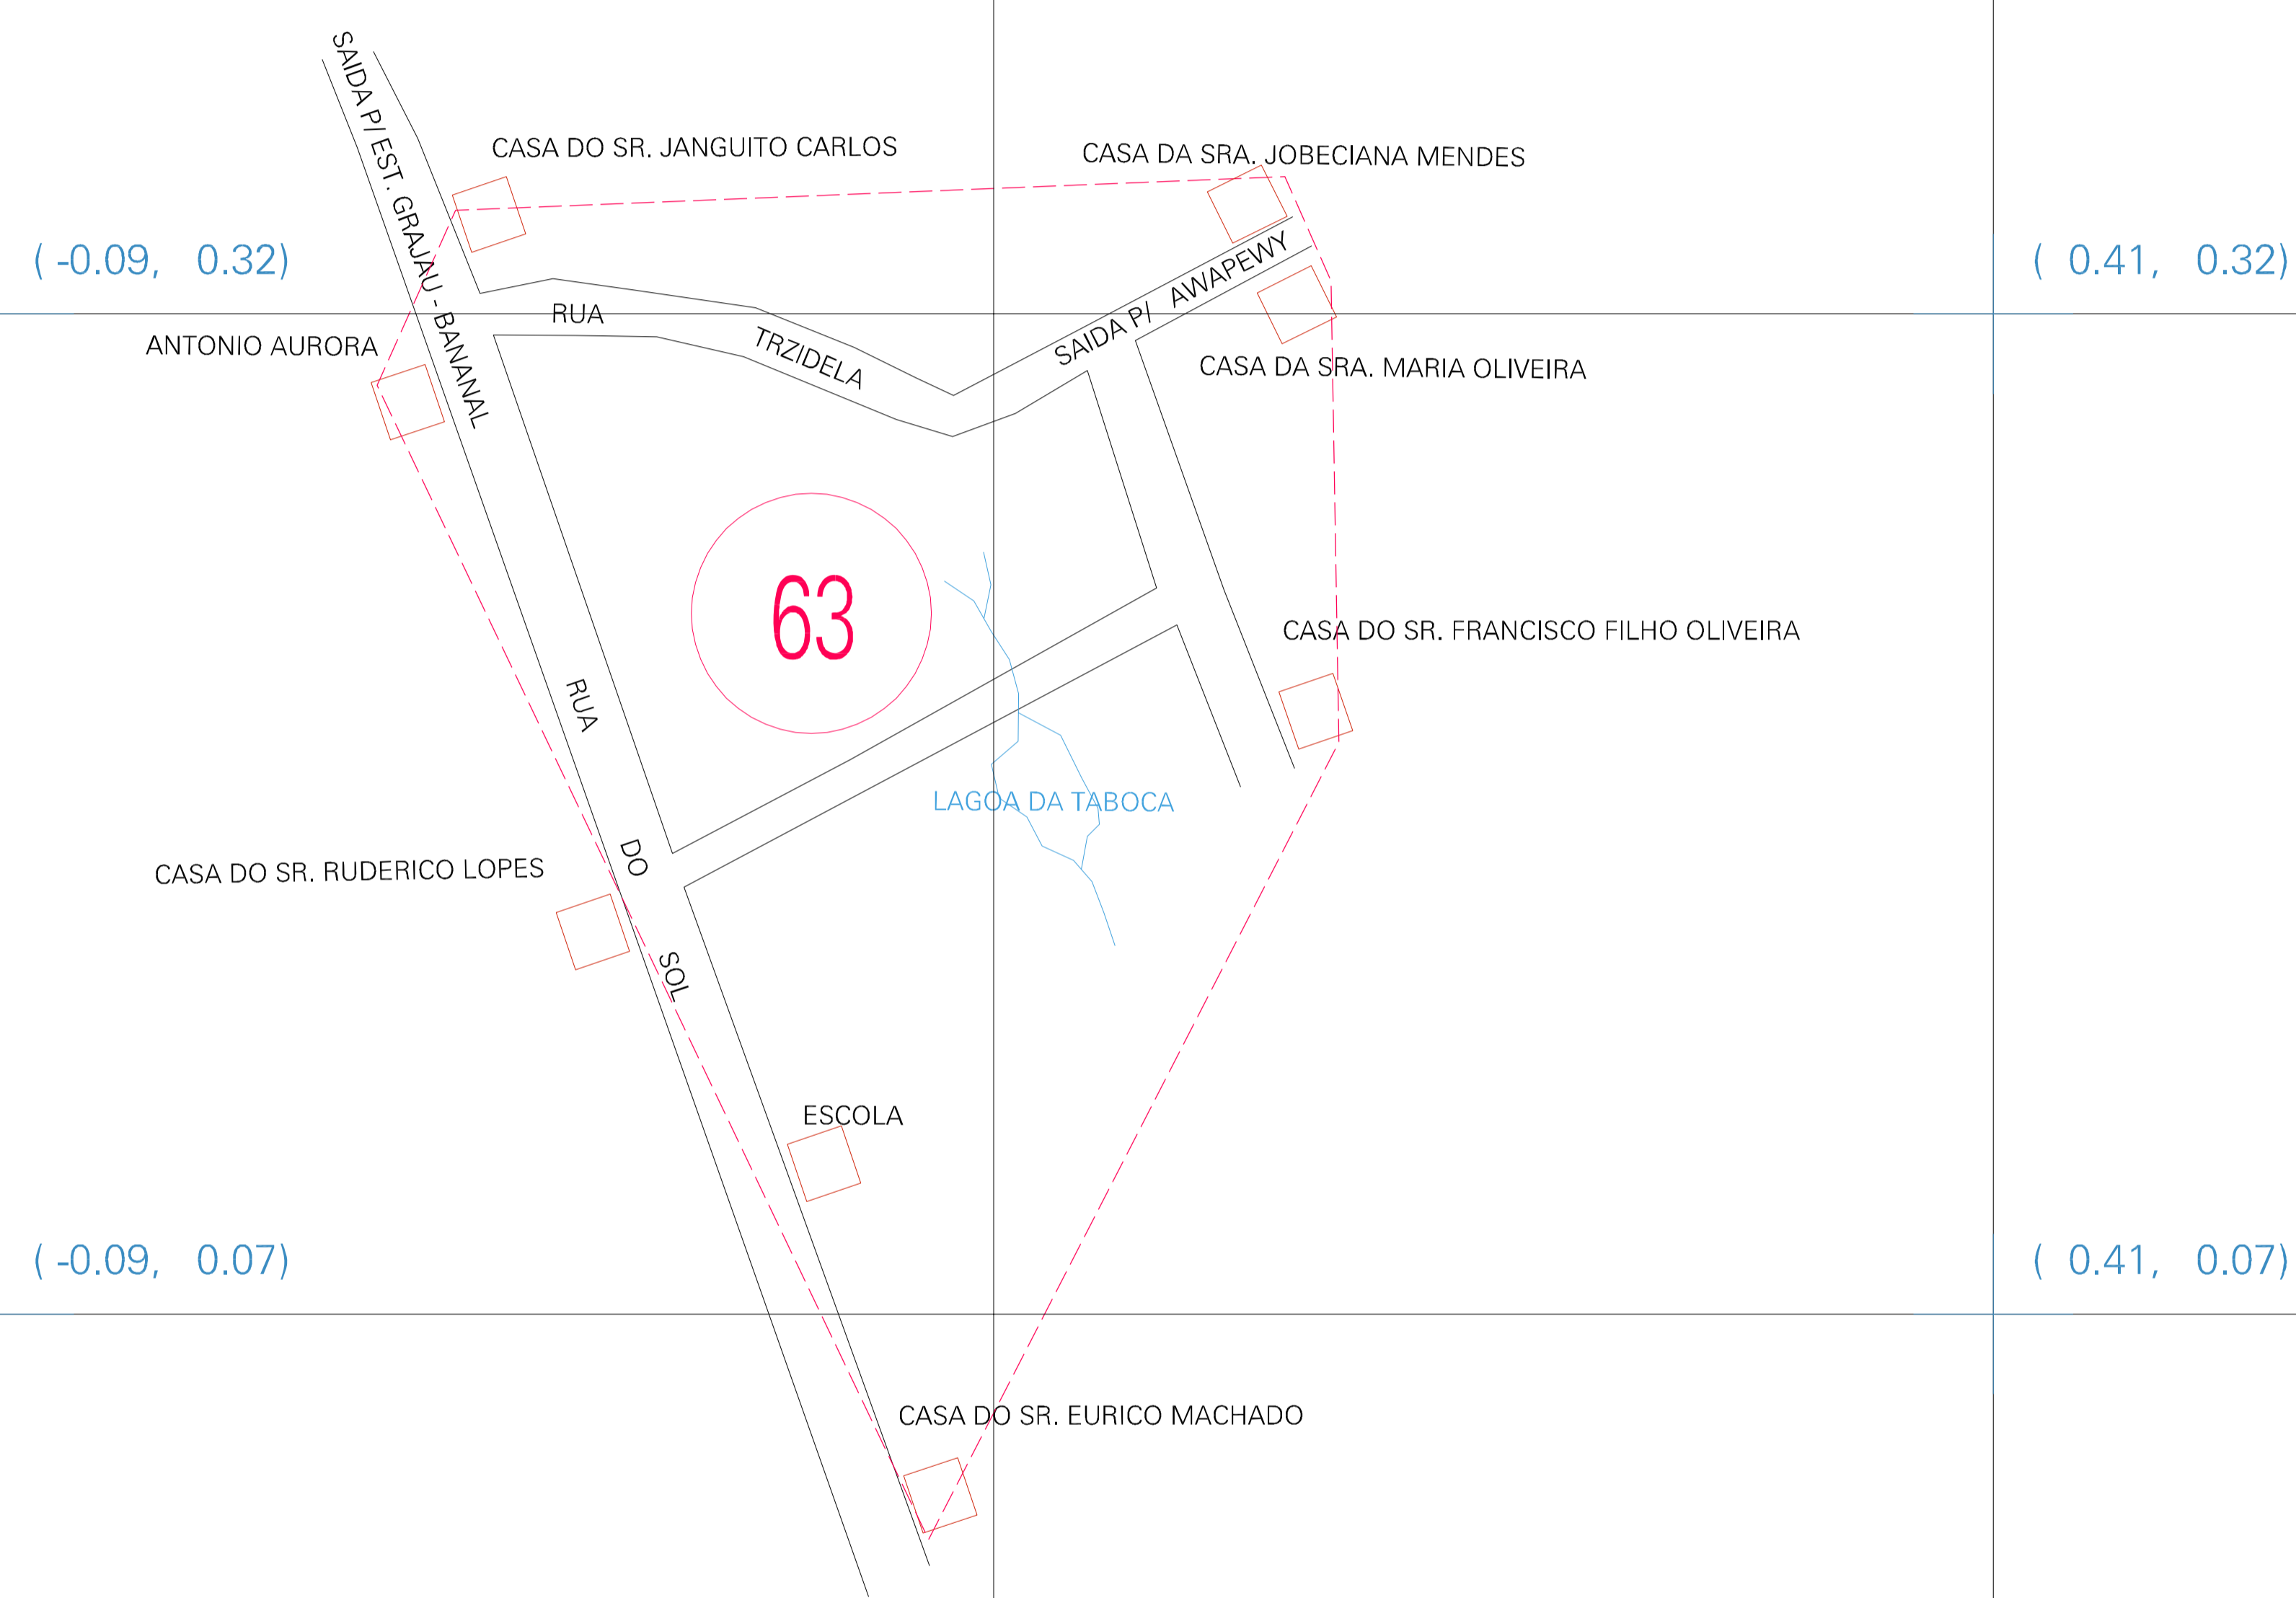 SAIDA P/ EST. GRAJAU - BANANAL
CASA DO SR. JANGUITO CARLOS
CASA DA SRA. JOBECIANA MENDES
( -0.09, 0.32)
( 0.41, 0.32)
SAIDA P/ AWAPEWY
RUA
TRZIDELA
ANTONIO AURORA
CASA DA SRA. MARIA OLIVEIRA
63
CASA DO SR. FRANCISCO FILHO OLIVEIRA
RUA
DO
SOL
LAGOA DA TABOCA
CASA DO SR. RUDERICO LOPES
ESCOLA
( -0.09, 0.07)
( 0.41, 0.07)
CASA DO SR. EURICO MACHADO